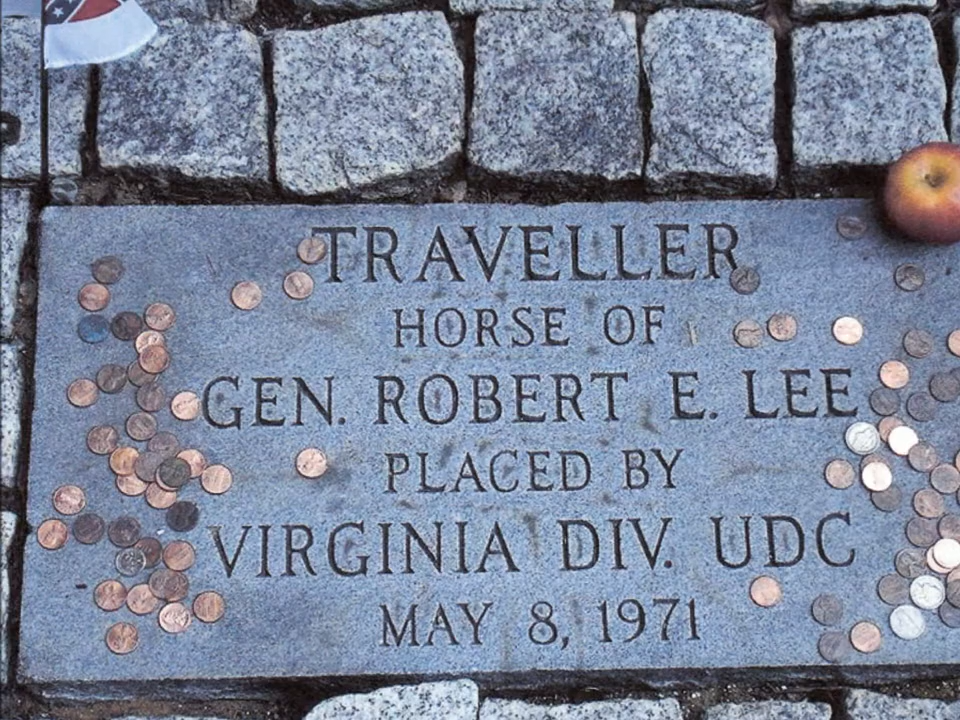 TRAVELLER
HORSE OF
GEN. ROBERT E. LEE
PLACED BY
VIRGINIA DIV. UDC
MAY 8, 1971